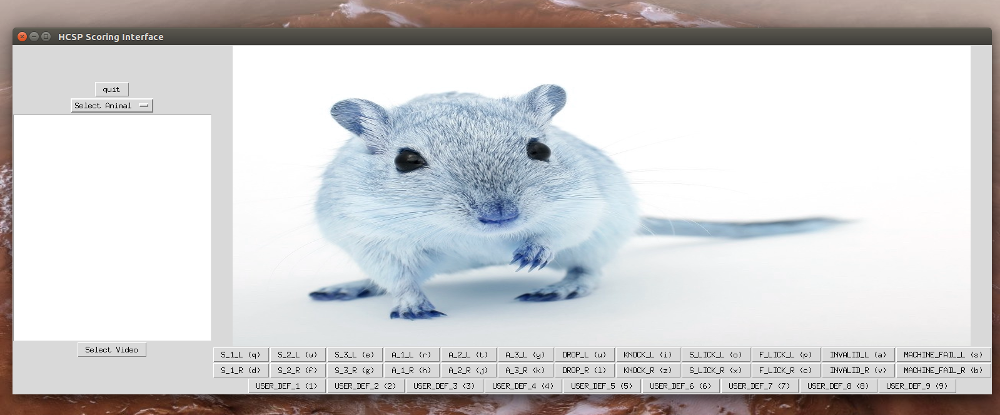 HCSP Scoring Interface
quit
Select Animal
Select Video
S_1_L (q) S_2_L (w) S_3_L (e) A_1_L (r) A_2_L (t) A_3_L (y) DROP_L (u) KNOCK_L (i) S_LICK_L (o) F_LICK_L (p) INVALID_L (a) MACHINE_FAIL_L (s)
S_1_R (d) S_2_R (f) S_3_R (g) A_1_R (h) A_2_R (j) A_3_R (k) DROP_R (l) KNOCK_R (z) S_LICK_R (x) F_LICK_R (c) INVALID_R (v) MACHINE_FAIL_R (b)
USER_DEF_1 (1) USER_DEF_2 (2) USER_DEF_3 (3) USER_DEF_4 (4) USER_DEF_5 (5) USER_DEF_6 (6) USER_DEF_7 (7) USER_DEF_8 (8) USER_DEF_9 (9)